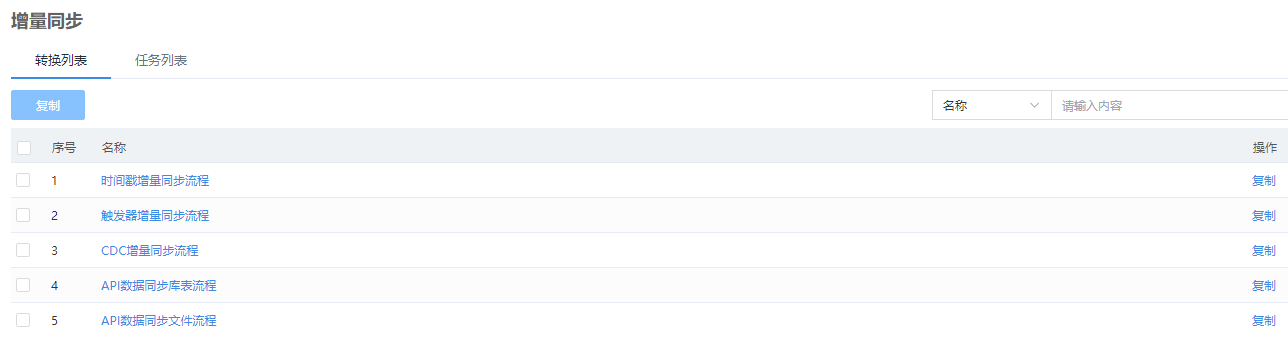 增量同步
转换列表 任务列表
复制 名称 请输入内容
序号 名称 操作
1 时间戳增量同步流程 复制
2 触发器增量同步流程 复制
3 CDC增量同步流程 复制
4 API数据同步库表流程 复制
5 API数据同步文件流程 复制